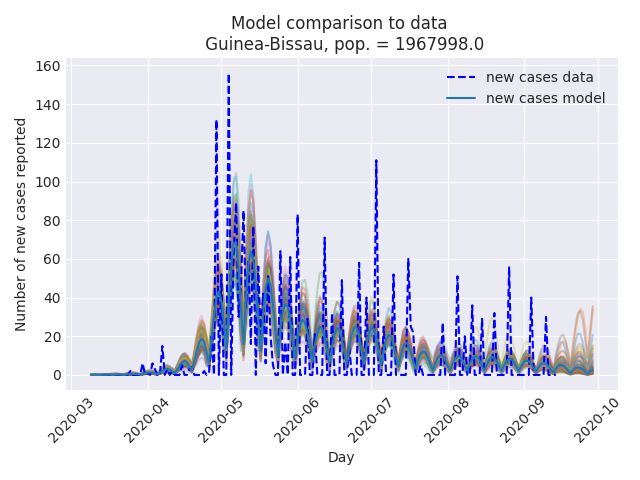 Model comparison to data
Guinea-Bissau, pop. = 1967998.0
Number of new cases reported
160
140
120
100
80
60
40
20
0
new cases data
new cases model
2020-03
2020-04
2020-05
2020-06
2020-07
2020-08
2020-09
2020-10
Day